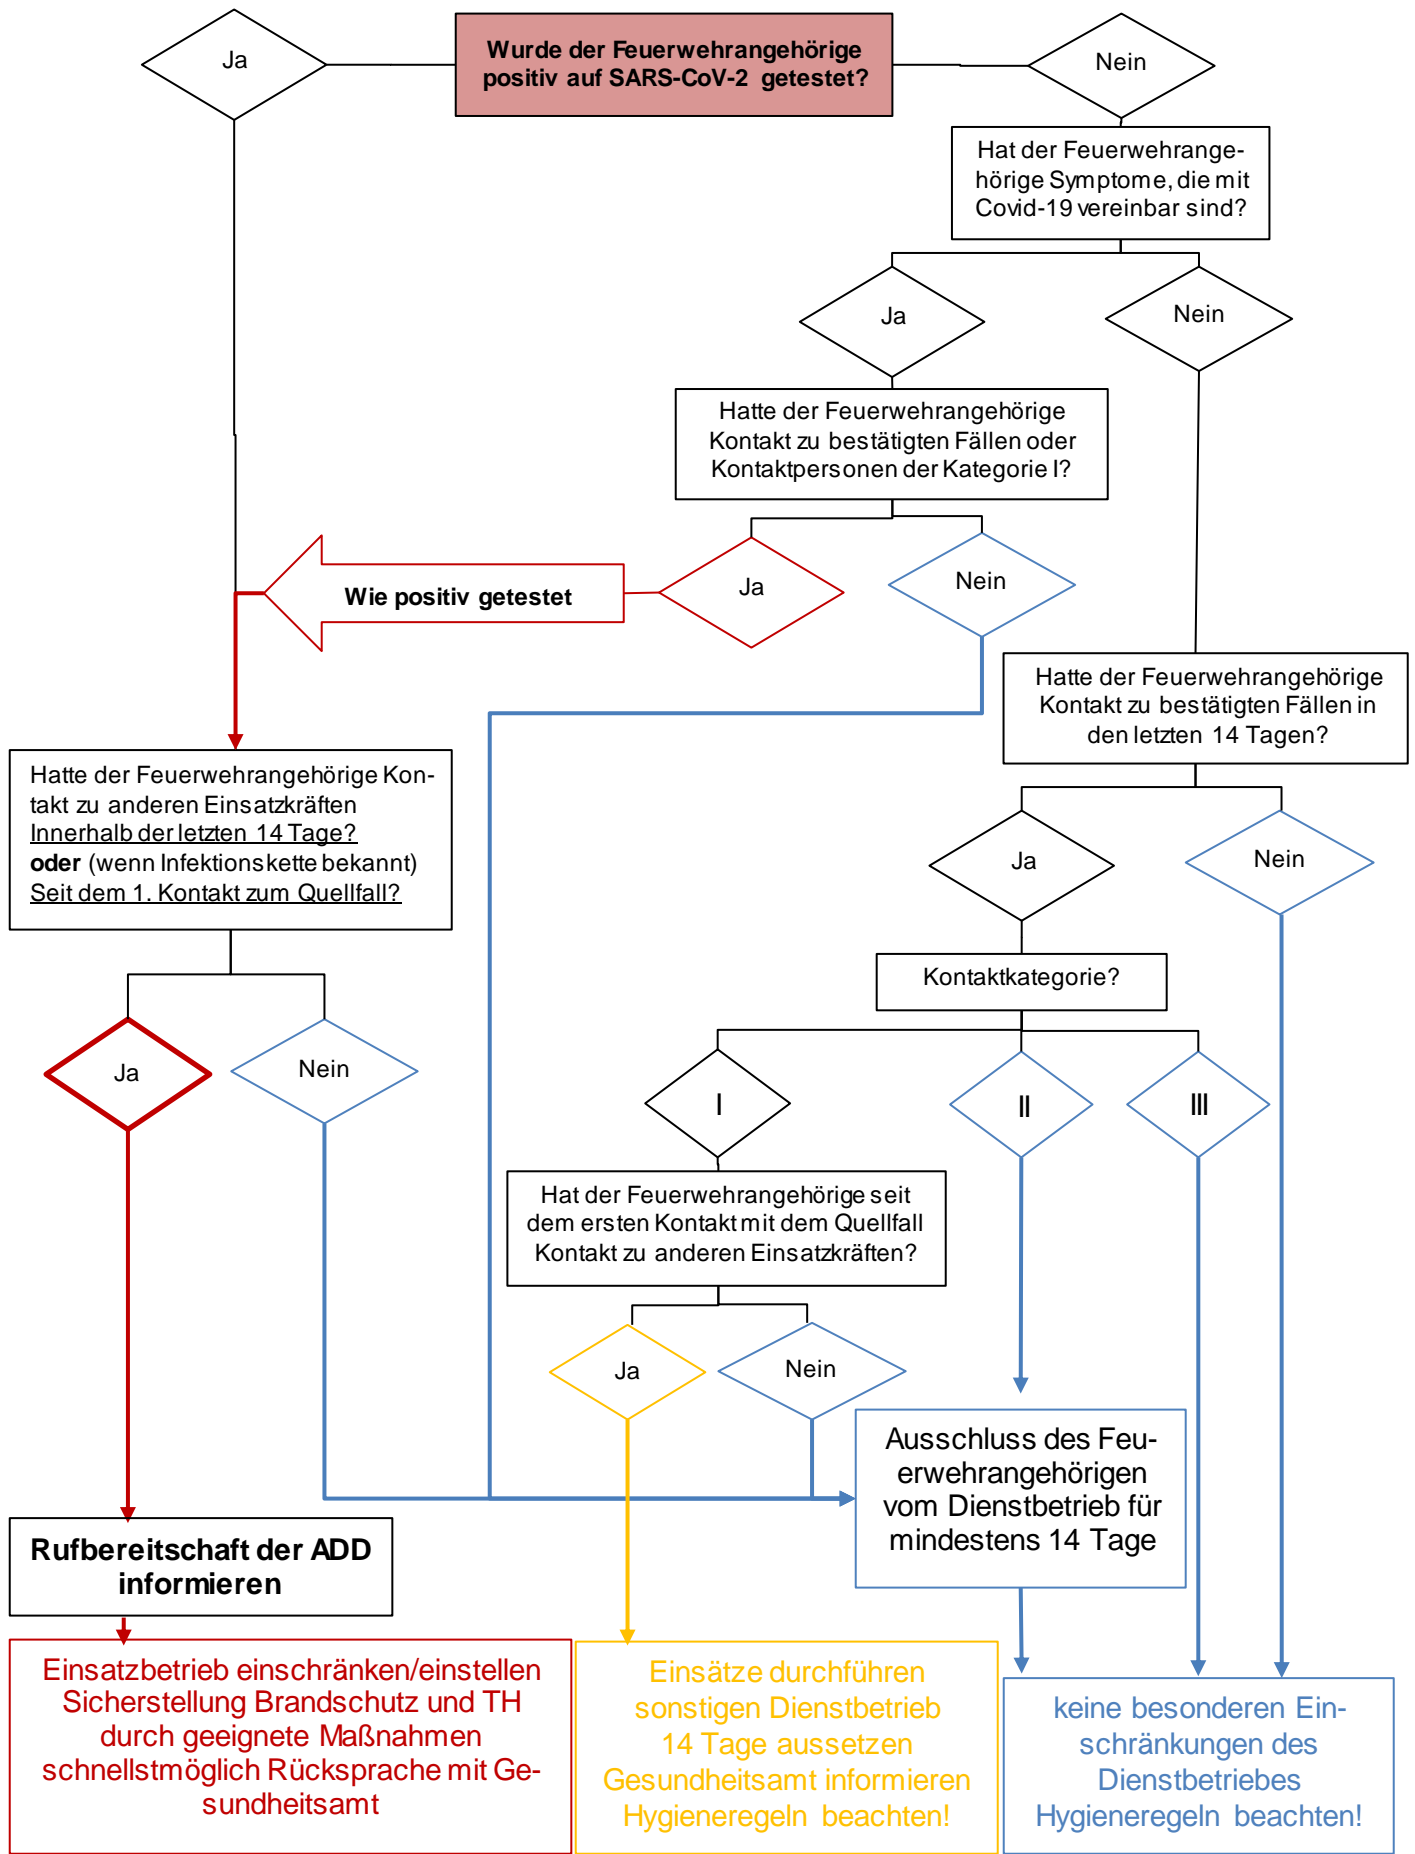 Ja
Wurde der Feuerwehrangehörige
positiv auf SARS-CoV-2 getestet?
Nein
Hat der Feuerwehrange-
hörige Symptome, die mit
Covid-19 vereinbar sind?
Ja
Nein
Hatte der Feuerwehrangehörige
Kontakt zu bestätigten Fällen oder
Kontaktpersonen der Kategorie I?
Wie positiv getestet
Ja
Nein
Hatte der Feuerwehrangehörige
Kontakt zu bestätigten Fällen in
den letzten 14 Tagen?
Hatte der Feuerwehrangehörige Kon-
takt zu anderen Einsatzkräften
Innerhalb der letzten 14 Tage?
oder (wenn Infektionskette bekannt)
Seit dem 1. Kontakt zum Quellfall?
Ja
Nein
Kontaktkategorie?
Ja
Nein
I
II
III
Hat der Feuerwehrangehörige seit
dem ersten Kontakt mit dem Quellfall
Kontakt zu anderen Einsatzkräften?
Ja
Nein
Ausschluss des Feu-
erwehrangehörigen
vom Dienstbetrieb für
mindestens 14 Tage
Rufbereitschaft der ADD
informieren
Einsatzbetrieb einschränken/einstellen
Sicherstellung Brandschutz und TH
durch geeignete Maßnahmen
schnellstmöglich Rücksprache mit Ge-
sundheitsamt
Einsätze durchführen
sonstigen Dienstbetrieb
14 Tage aussetzen
Gesundheitsamt informieren
Hygieneregeln beachten!
keine besonderen Ein-
schränkungen des
Dienstbetriebes
Hygieneregeln beachten!